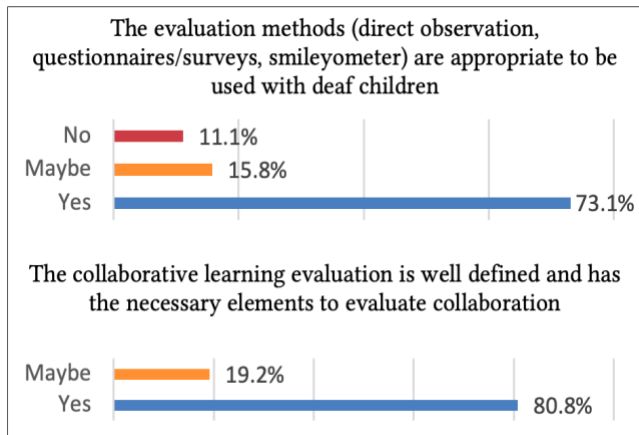 The evaluation methods (direct observation,
questionnaires/surveys, smileyometer) are appropriate to be
used with deaf children
No 11.1%
Maybe 15.8%
Yes 73.1%
The collaborative learning evaluation is well defined and has
the necessary elements to evaluate collaboration
Maybe 19.2%
Yes 80.8%